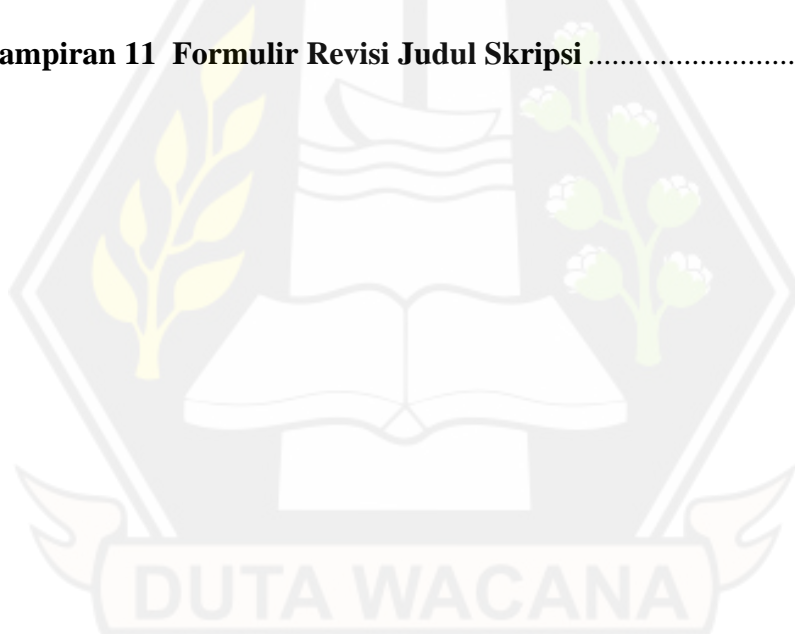 ampiran 11 Formulir Revisi Judul Skripsi ..........................
DUTA WACANA